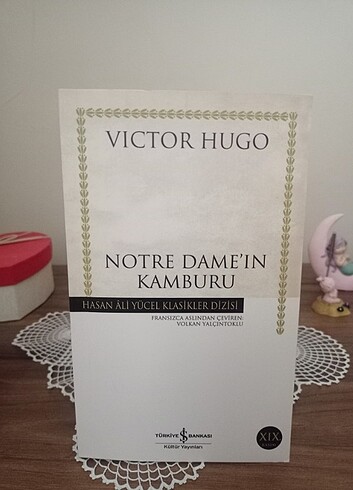 VICTOR HUGO
NOTRE DAME'IN
KAMBURU
HASAN ÂLİ YÜCEL KLASİKLER DİZİSİ
FRANSIZCA ASLINDAN ÇEVİREN:
VOLKAN YALÇINTOKLU
TÜRKİYE İŞ BANKASI
Kültür Yayınları
XIX